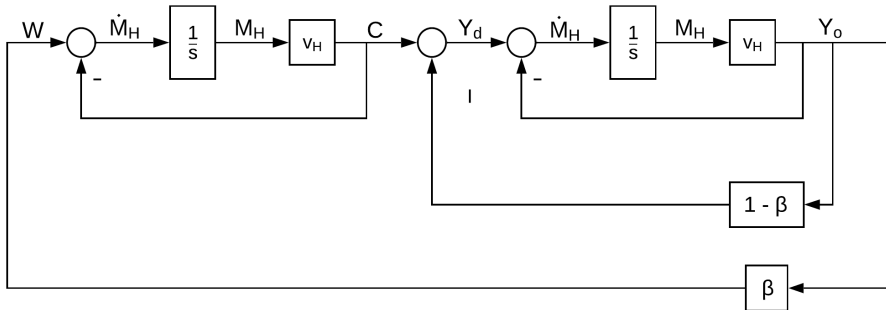 W
Ṁ_H
1
s
M_H
v_H
C
Y_d
Ṁ_H
1
s
M_H
v_H
Y_o
-
-
I
1 - β
β